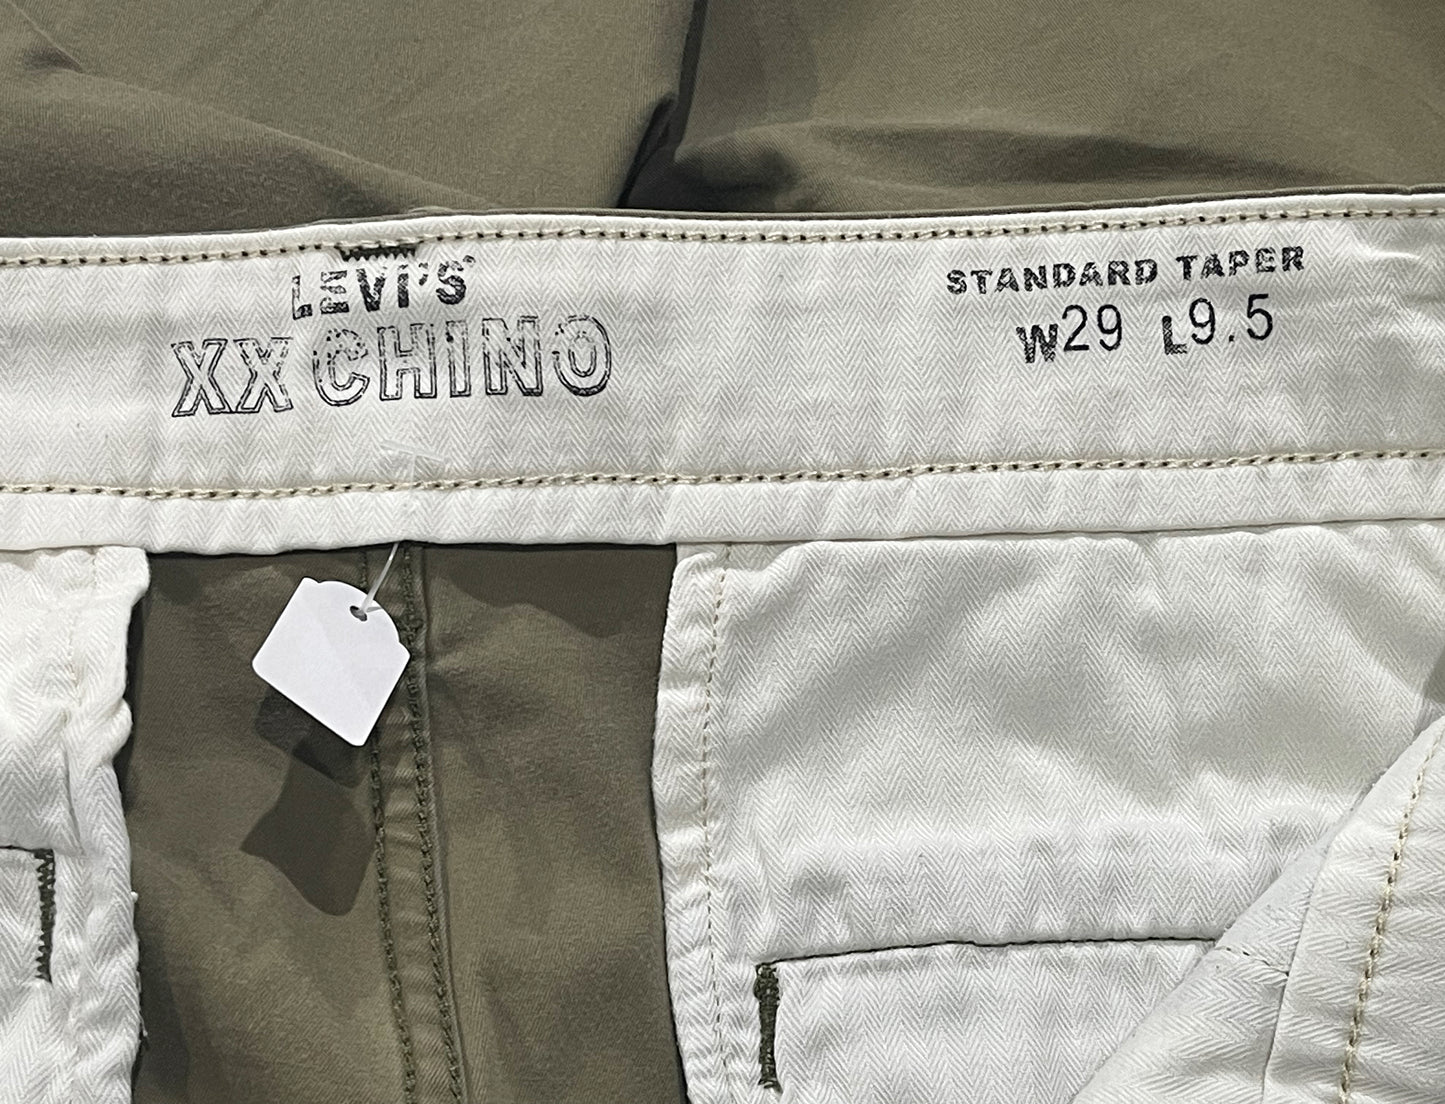 LEVI'S®
XX CHINO
STANDARD TAPER
W29 L9.5